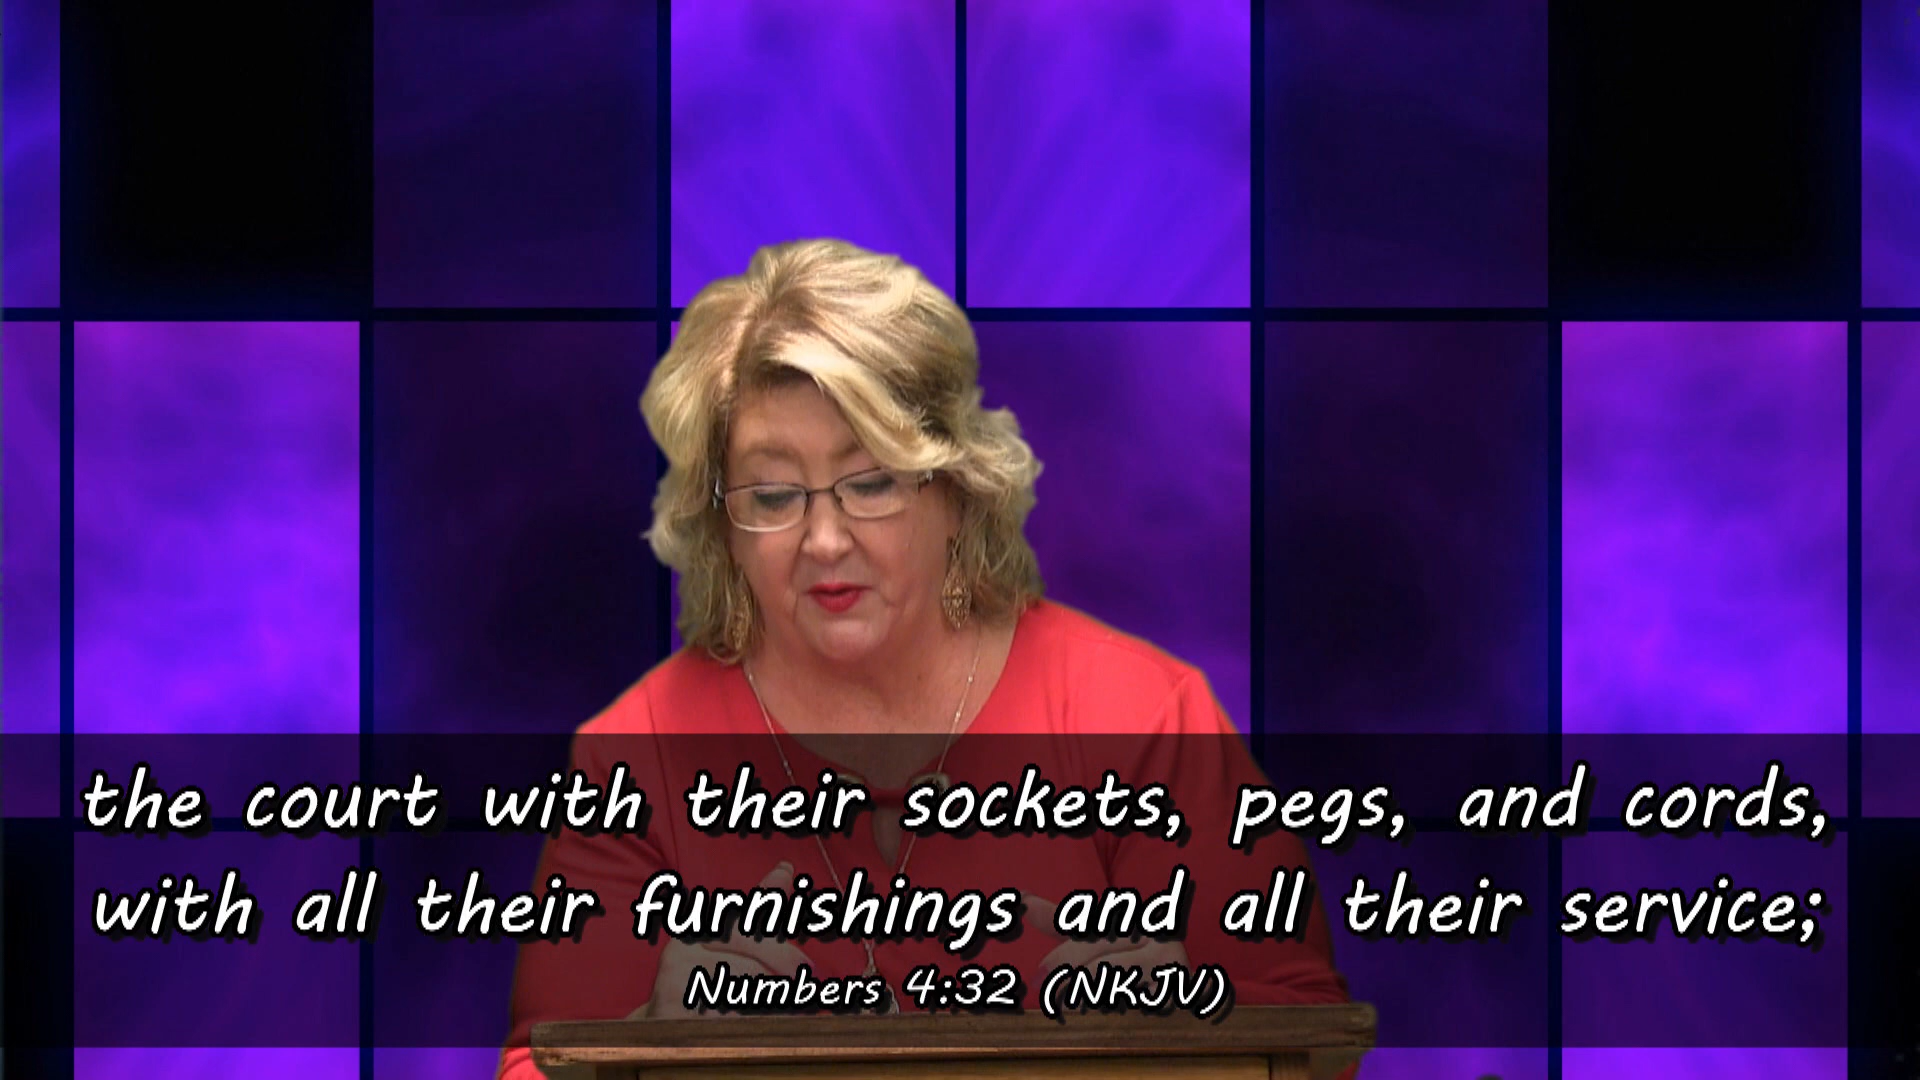 the court with their sockets, pegs, and cords,
with all their furnishings and all their service;
Numbers 4:32 (NKJV)